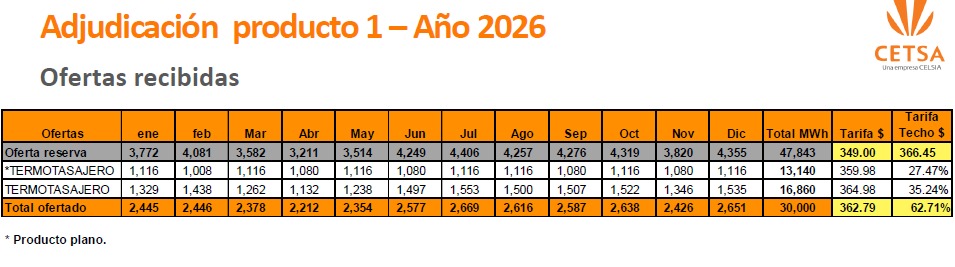 Adjudicación producto 1 – Año 2026
CETSA
Una empresa CELSIA
Ofertas recibidas
Ofertas ene feb Mar Abr May Jun Jul Ago Sep Oct Nov Dic Total MWh Tarifa $ Tarifa Techo $
Oferta reserva 3,772 4,081 3,582 3,211 3,514 4,249 4,406 4,257 4,276 4,319 3,820 4,355 47,843 349.00 366.45
*TERMOTASAJERO 1,116 1,008 1,116 1,080 1,116 1,080 1,116 1,116 1,080 1,116 1,080 1,116 13,140 359.98 27.47%
TERMOTASAJERO 1,329 1,438 1,262 1,132 1,238 1,497 1,553 1,500 1,507 1,522 1,346 1,535 16,860 364.98 35.24%
Total ofertado 2,445 2,446 2,378 2,212 2,354 2,577 2,669 2,616 2,587 2,638 2,426 2,651 30,000 362.79 62.71%
* Producto plano.